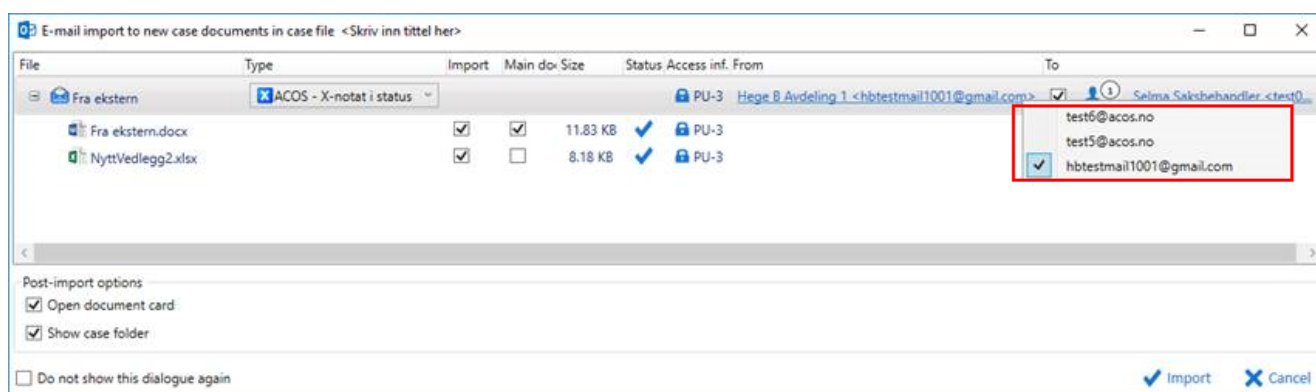 E-mail import to new case documents in case file <Skriv inn tittel her>
File Type Import Main do Size Status Access inf. From To
Fra ekstern ACOS - X-notat i status PU-3 Hege B Avdeling 1 <hbtestmail1001@gmail.com> 1 Selma Saksbehandler <test0...
test6@acos.no
Fra ekstern.docx 11.83 KB PU-3
test5@acos.no
NyttVedlegg2.xlsx 8.18 KB PU-3
hbtestmail1001@gmail.com
Post-import options
Open document card
Show case folder
Do not show this dialogue again Import Cancel